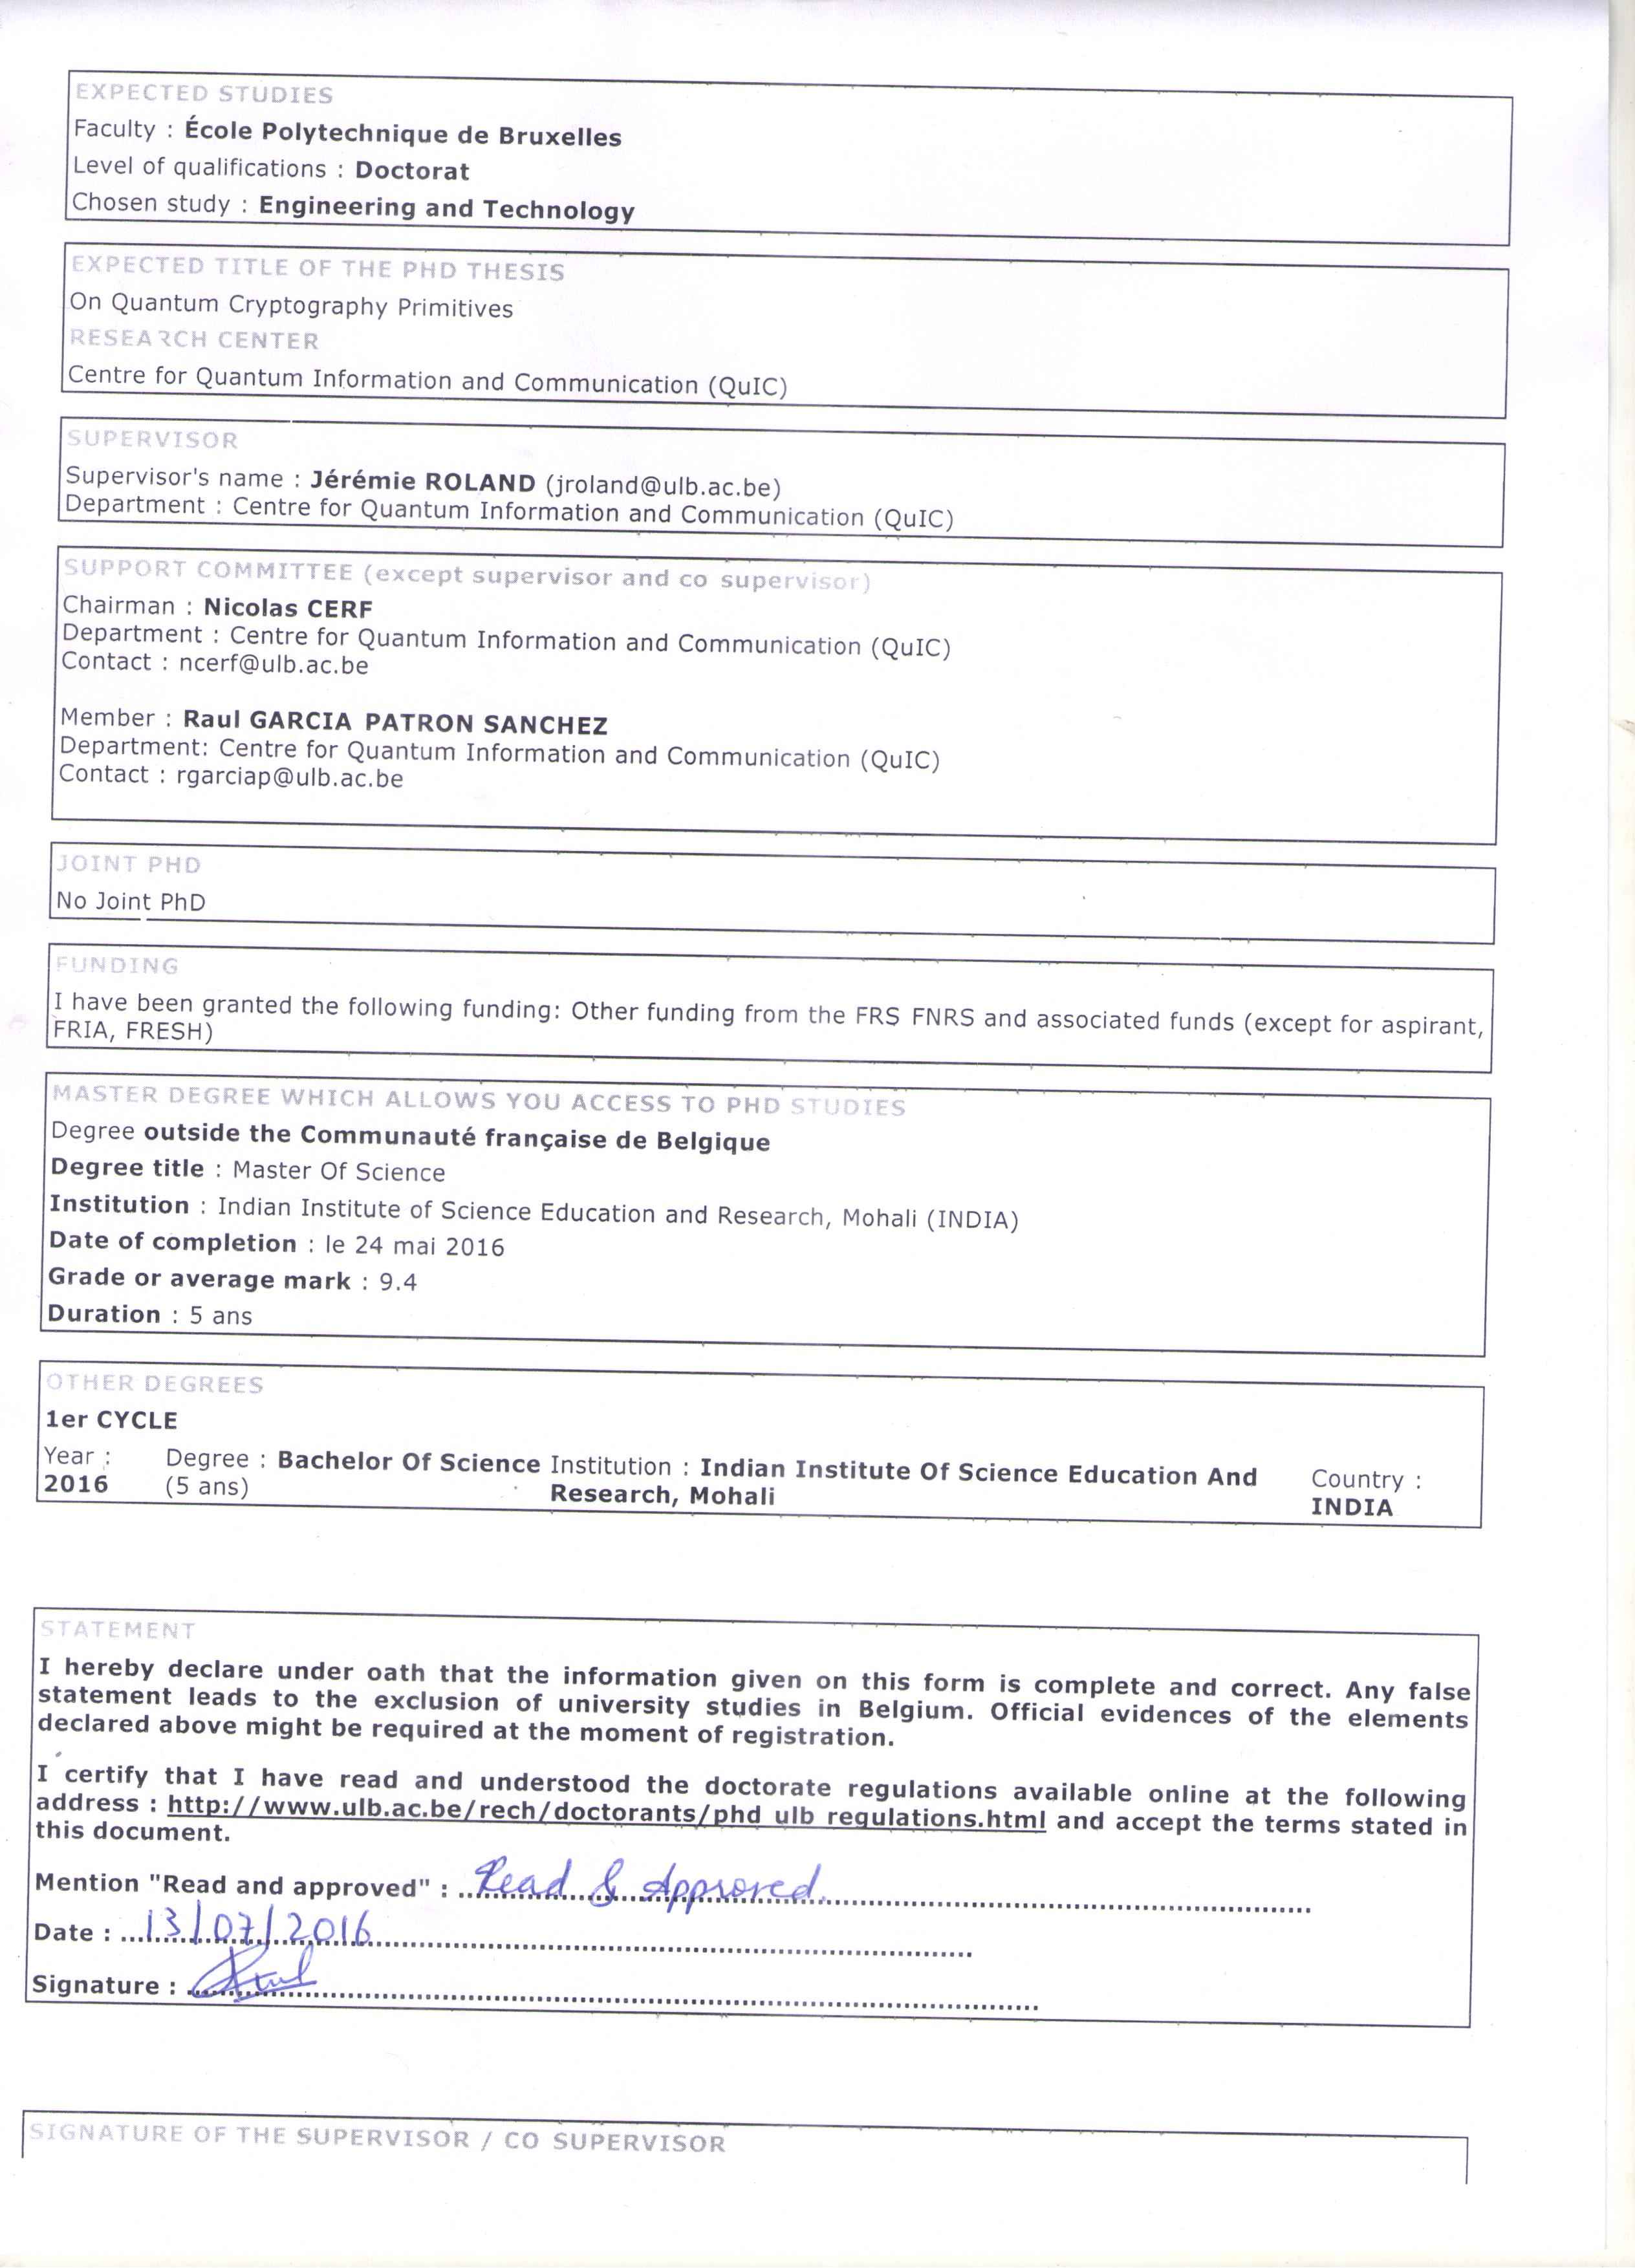 EXPECTED STUDIES
Faculty : École Polytechnique de Bruxelles
Level of qualifications : Doctorat
Chosen study : Engineering and Technology
EXPECTED TITLE OF THE PHD THESIS
On Quantum Cryptography Primitives
RESEARCH CENTER
Centre for Quantum Information and Communication (QuIC)
SUPERVISOR
Supervisor's name : Jérémie ROLAND (jroland@ulb.ac.be)
Department : Centre for Quantum Information and Communication (QuIC)
SUPPORT COMMITTEE (except supervisor and co supervisor)
Chairman : Nicolas CERF
Department : Centre for Quantum Information and Communication (QuIC)
Contact : ncerf@ulb.ac.be
Member : Raul GARCIA PATRON SANCHEZ
Department: Centre for Quantum Information and Communication (QuIC)
Contact : rgarciap@ulb.ac.be
JOINT PHD
No Joint PhD
FUNDING
I have been granted the following funding: Other funding from the FRS FNRS and associated funds (except for aspirant,
FRIA, FRESH)
MASTER DEGREE WHICH ALLOWS YOU ACCESS TO PHD STUDIES
Degree outside the Communauté française de Belgique
Degree title : Master Of Science
Institution : Indian Institute of Science Education and Research, Mohali (INDIA)
Date of completion : le 24 mai 2016
Grade or average mark : 9.4
Duration : 5 ans
OTHER DEGREES
1er CYCLE
Year : Degree : Bachelor Of Science Institution : Indian Institute Of Science Education And Country :
2016 (5 ans) Research, Mohali INDIA
STATEMENT
I hereby declare under oath that the information given on this form is complete and correct. Any false
statement leads to the exclusion of university studies in Belgium. Official evidences of the elements
declared above might be required at the moment of registration.
I certify that I have read and understood the doctorate regulations available online at the following
address : http://www.ulb.ac.be/rech/doctorants/phd_ulb_regulations.html and accept the terms stated in
this document.
Mention "Read and approved" : Read & Approved.
Date : 13/07/2016
Signature :
SIGNATURE OF THE SUPERVISOR / CO SUPERVISOR